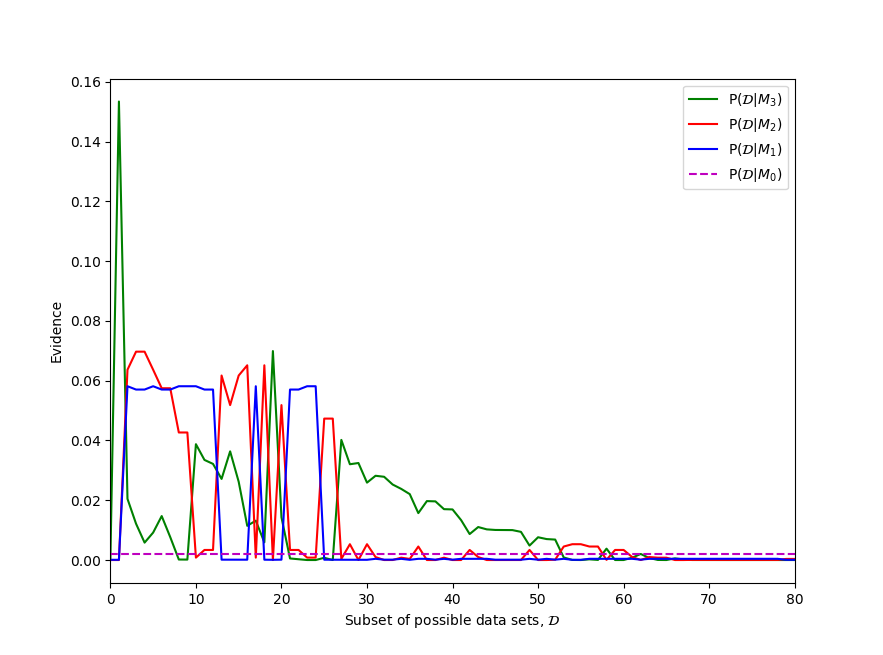 0.16
0.14
0.12
0.10
0.08
0.06
0.04
0.02
0.00
Evidence
0 10 20 30 40 50 60 70 80
Subset of possible data sets, 𝒟
P(𝒟|M₃)
P(𝒟|M₂)
P(𝒟|M₁)
P(𝒟|M₀)